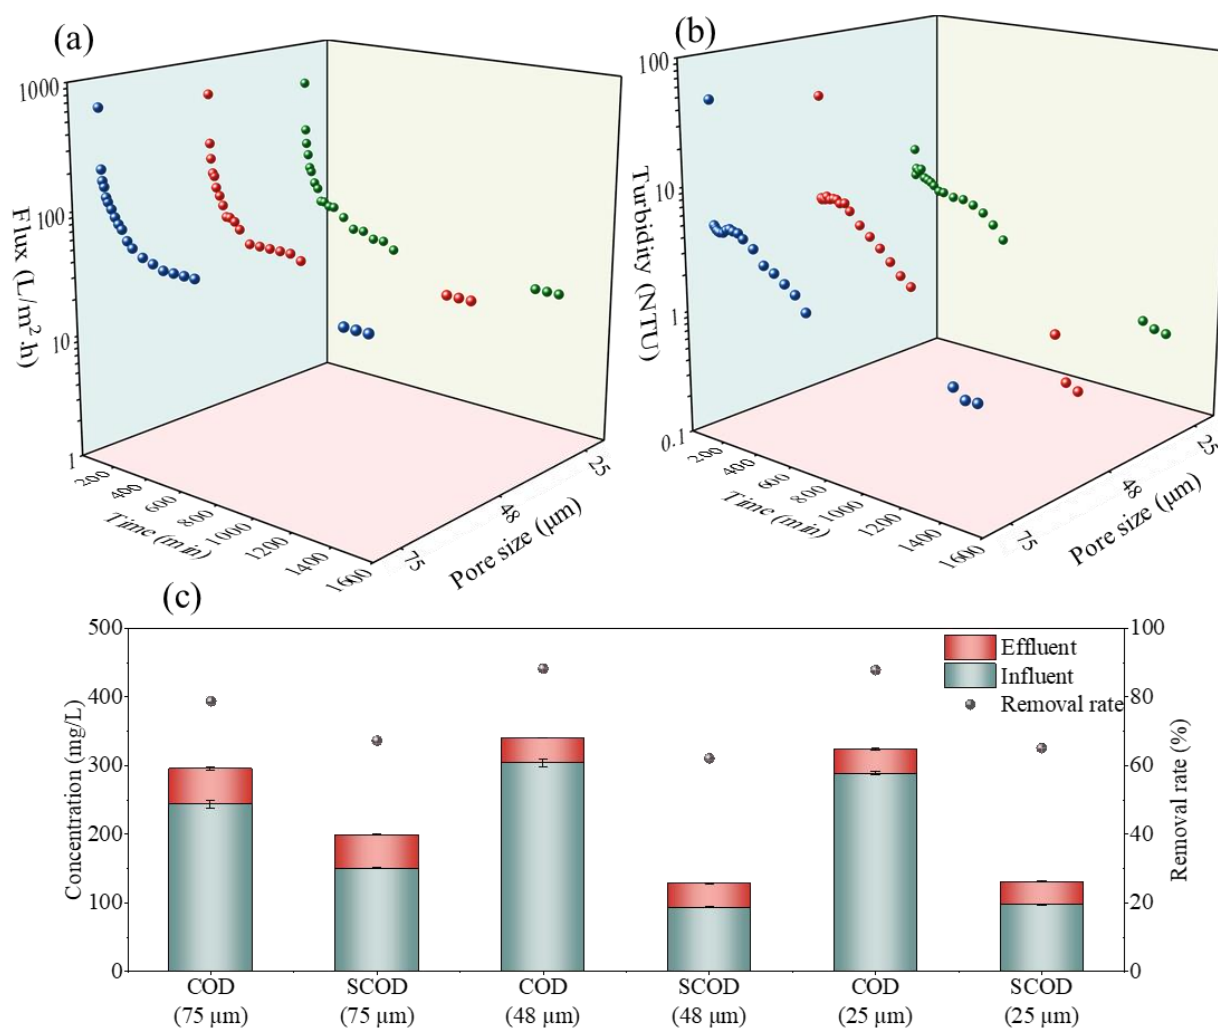 (a)
1000
100
10
1
Flux (L/m²·h)
200
400
600
800
1000
1200
1400
1600
Time (min)
75
48
25
Pore size (μm)
(b)
100
10
1
0.1
Turbidity (NTU)
200
400
600
800
1000
1200
1400
1600
Time (min)
75
48
25
Pore size (μm)
(c)
500
400
300
200
100
0
Concentration (mg/L)
Effluent
Influent
Removal rate
100
80
60
40
20
0
Removal rate (%)
COD SCOD COD SCOD COD SCOD
(75 μm) (75 μm) (48 μm) (48 μm) (25 μm) (25 μm)